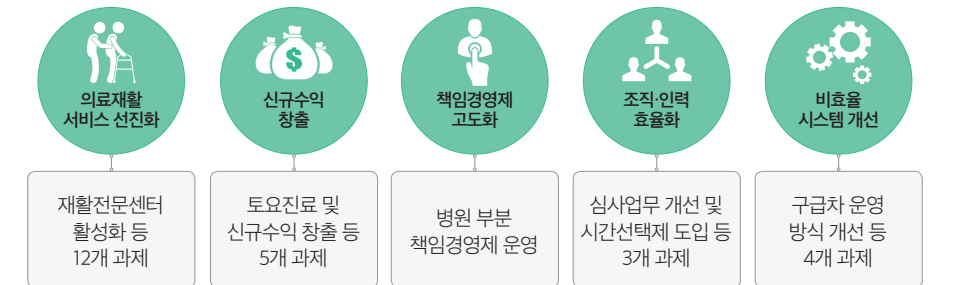 의료재활
서비스 선진화
신규수익
창출
책임경영제
고도화
조직·인력
효율화
비효율
시스템 개선
재활전문센터
활성화 등
12개 과제
토요진료 및
신규수익 창출 등
5개 과제
병원 부분
책임경영제 운영
심사업무 개선 및
시간선택제 도입 등
3개 과제
구급차 운영
방식 개선 등
4개 과제